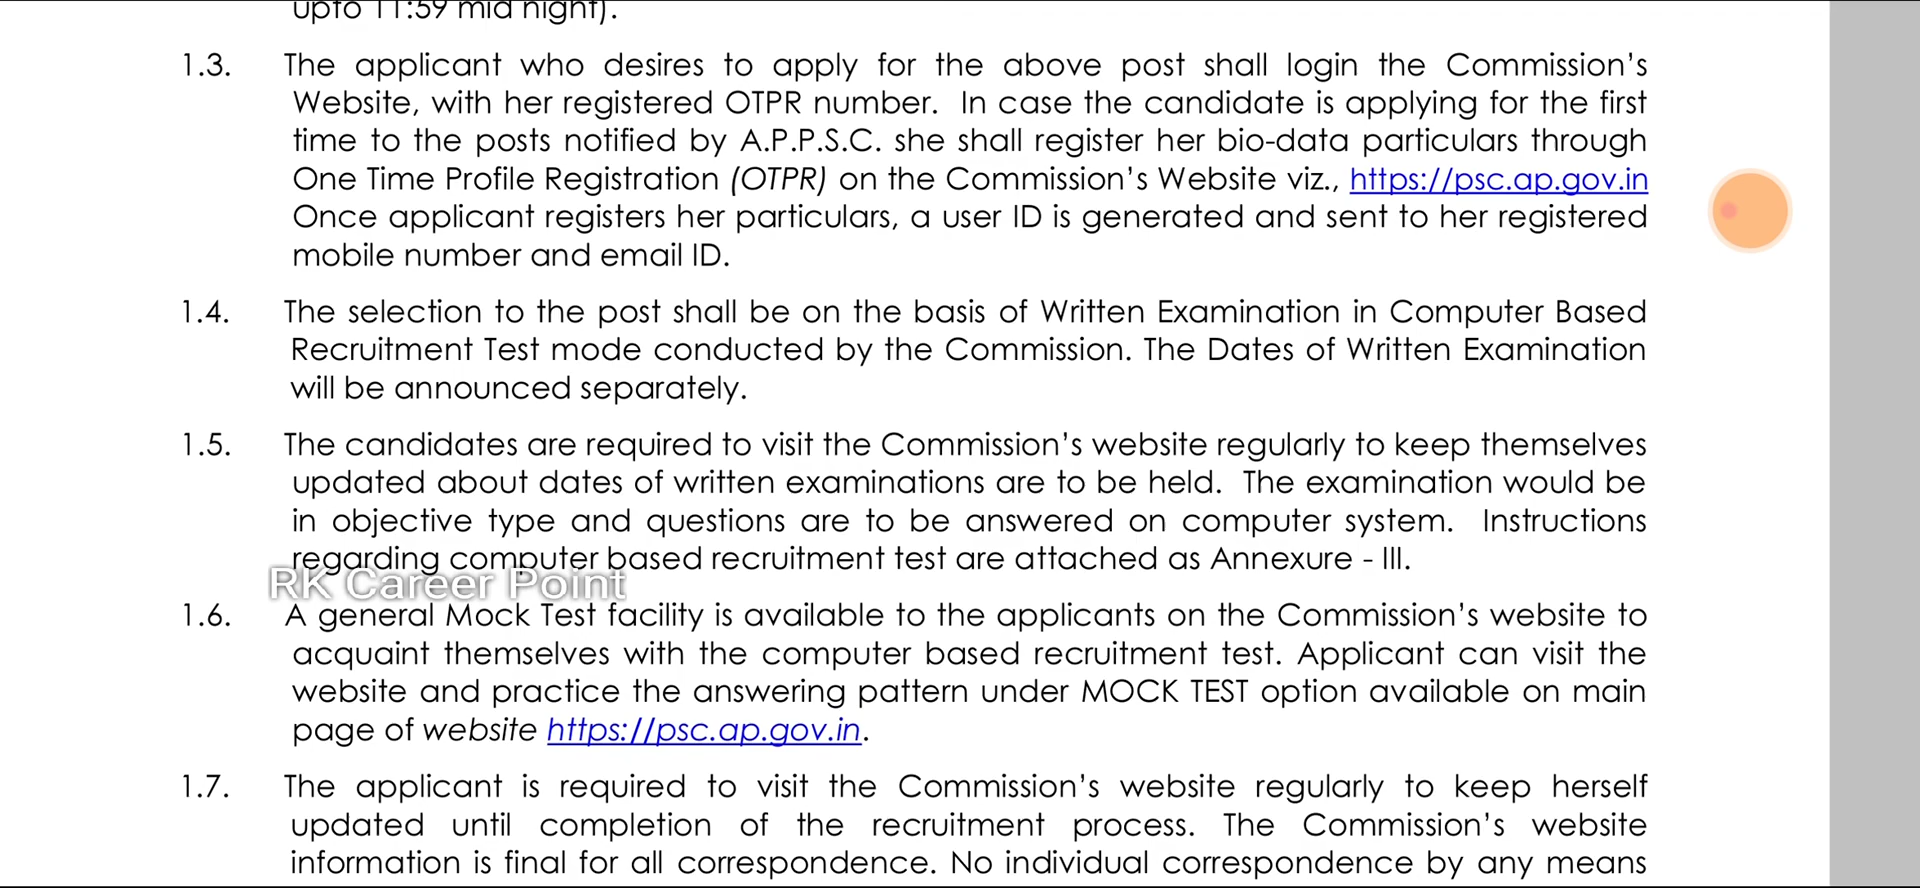 upto 11:59 mid night).
1.3. The applicant who desires to apply for the above post shall login the Commission's
Website, with her registered OTPR number. In case the candidate is applying for the first
time to the posts notified by A.P.P.S.C. she shall register her bio-data particulars through
One Time Profile Registration (OTPR) on the Commission's Website viz., https://psc.ap.gov.in
Once applicant registers her particulars, a user ID is generated and sent to her registered
mobile number and email ID.
1.4. The selection to the post shall be on the basis of Written Examination in Computer Based
Recruitment Test mode conducted by the Commission. The Dates of Written Examination
will be announced separately.
1.5. The candidates are required to visit the Commission's website regularly to keep themselves
updated about dates of written examinations are to be held. The examination would be
in objective type and questions are to be answered on computer system. Instructions
regarding computer based recruitment test are attached as Annexure - III.
RK Career Point
1.6. A general Mock Test facility is available to the applicants on the Commission's website to
acquaint themselves with the computer based recruitment test. Applicant can visit the
website and practice the answering pattern under MOCK TEST option available on main
page of website https://psc.ap.gov.in.
1.7. The applicant is required to visit the Commission's website regularly to keep herself
updated until completion of the recruitment process. The Commission's website
information is final for all correspondence. No individual correspondence by any means